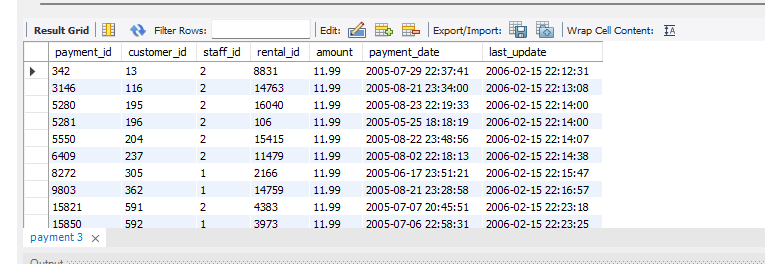 Result Grid Filter Rows: Edit: Export/Import: Wrap Cell Content:
payment_id customer_id staff_id rental_id amount payment_date last_update
342 13 2 8831 11.99 2005-07-29 22:37:41 2006-02-15 22:12:31
3146 116 2 14763 11.99 2005-08-21 23:34:00 2006-02-15 22:13:08
5280 195 2 16040 11.99 2005-08-23 22:19:33 2006-02-15 22:14:00
5281 196 2 106 11.99 2005-05-25 18:18:19 2006-02-15 22:14:00
5550 204 2 15415 11.99 2005-08-22 23:48:56 2006-02-15 22:14:07
6409 237 2 11479 11.99 2005-08-02 22:18:13 2006-02-15 22:14:38
8272 305 1 2166 11.99 2005-06-17 23:51:21 2006-02-15 22:15:47
9803 362 1 14759 11.99 2005-08-21 23:28:58 2006-02-15 22:16:57
15821 591 2 4383 11.99 2005-07-07 20:45:51 2006-02-15 22:23:18
15850 592 1 3973 11.99 2005-07-06 22:58:31 2006-02-15 22:23:25
payment 3
Output